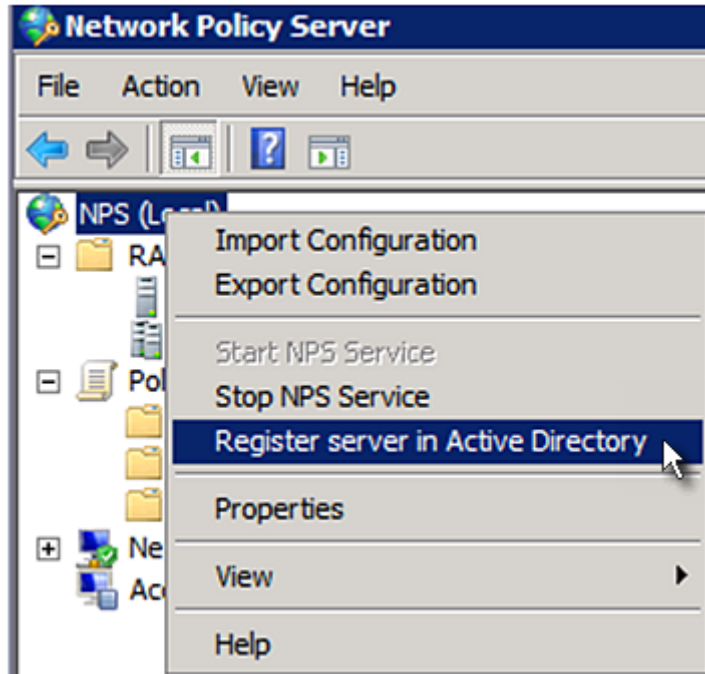 Network Policy Server
File Action View Help
NPS (Local)
Import Configuration
Export Configuration
RA
Start NPS Service
Stop NPS Service
Pol
Register server in Active Directory
Properties
Ne
View
Acc
Help